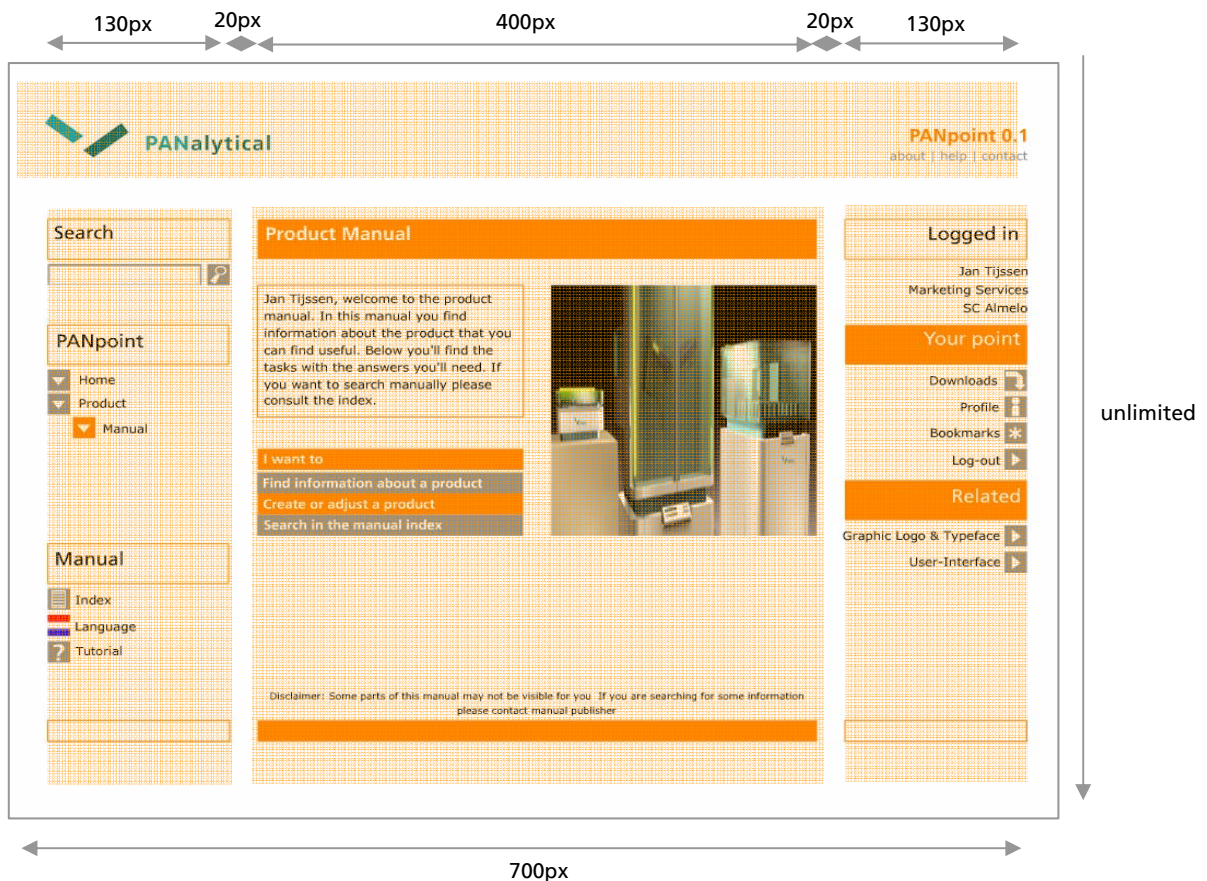 130px 20px 400px 20px 130px
PANalytical
PANpoint 0.1
about | help | contact
Search
PANpoint
Home
Product
Manual
Manual
Index
Language
Tutorial
Product Manual
Jan Tijssen, welcome to the product
manual. In this manual you find
information about the product that you
can find useful. Below you'll find the
tasks with the answers you'll need. If
you want to search manually please
consult the index.
I want to
Find information about a product
Create or adjust a product
Search in the manual index
Disclaimer: Some parts of this manual may not be visible for you If you are searching for some information
please contact manual publisher
Logged in
Jan Tijssen
Marketing Services
SC Almelo
Your point
Downloads
Profile
Bookmarks
Log-out
Related
Graphic Logo & Typeface
User-Interface
unlimited
700px